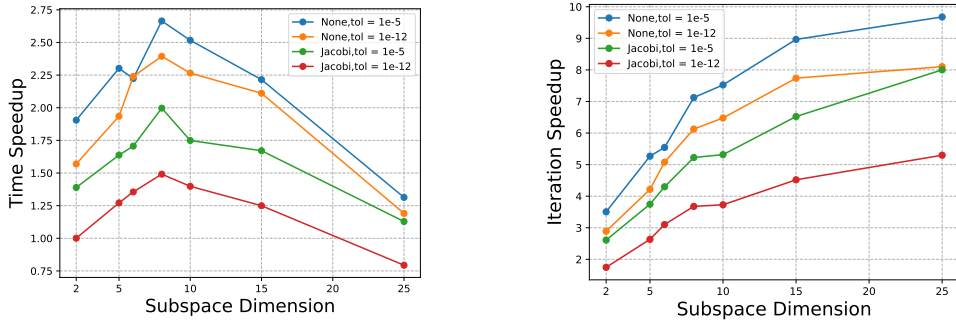 2.75
2.50
2.25
2.00
1.75
1.50
1.25
1.00
0.75
Time Speedup
2 5 10 15 20 25
Subspace Dimension
None,tol = 1e-5
None,tol = 1e-12
Jacobi,tol = 1e-5
Jacobi,tol = 1e-12
10
9
8
7
6
5
4
3
2
Iteration Speedup
2 5 10 15 20 25
Subspace Dimension
None,tol = 1e-5
None,tol = 1e-12
Jacobi,tol = 1e-5
Jacobi,tol = 1e-12